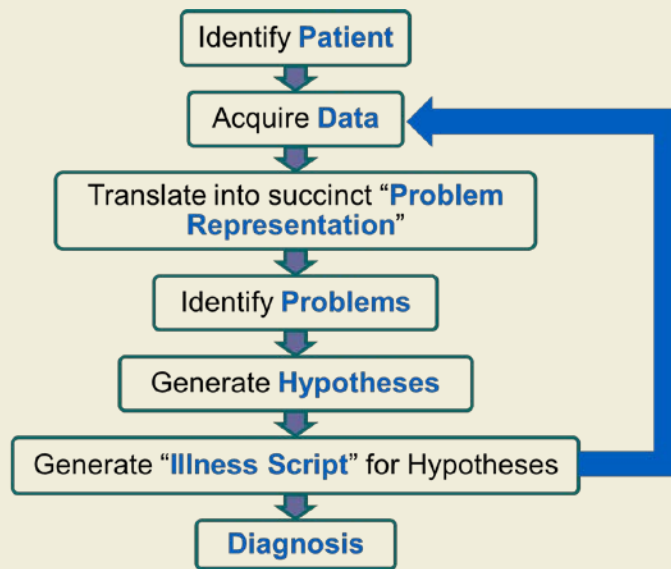 Identify Patient
Acquire Data
Translate into succinct “Problem
Representation”
Identify Problems
Generate Hypotheses
Generate “Illness Script” for Hypotheses
Diagnosis